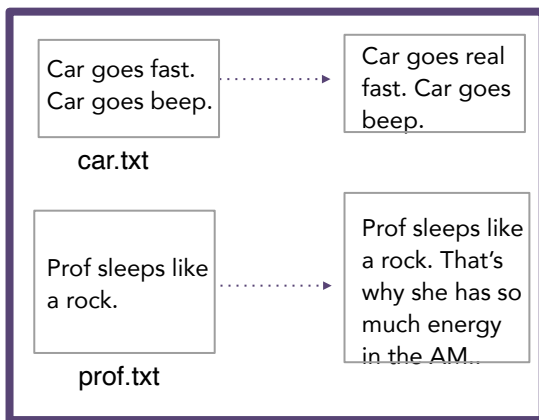 Car goes fast.
Car goes beep.
car.txt
Car goes real
fast. Car goes
beep.
Prof sleeps like
a rock.
prof.txt
Prof sleeps like
a rock. That’s
why she has so
much energy
in the AM..